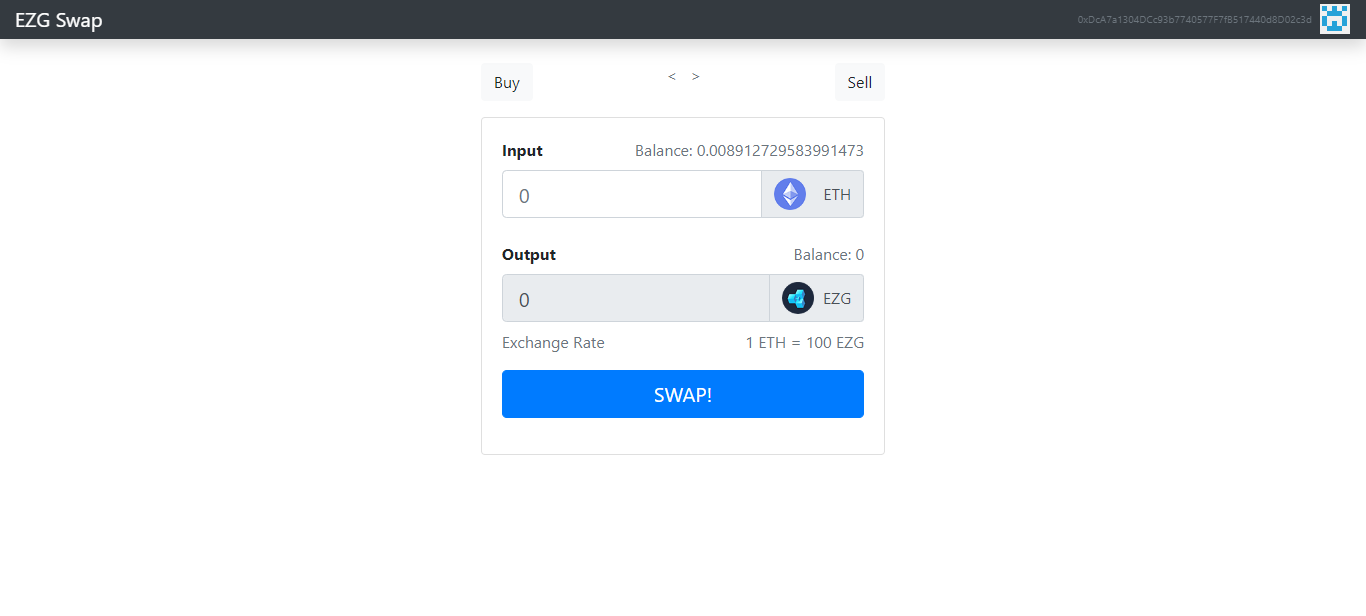 EZG Swap
0xDcA7a1304DCc93b7740577F7fB517440d8D02c3d
Buy < > Sell
Input Balance: 0.008912729583991473
0 ETH
Output Balance: 0
0 EZG
Exchange Rate 1 ETH = 100 EZG
SWAP!